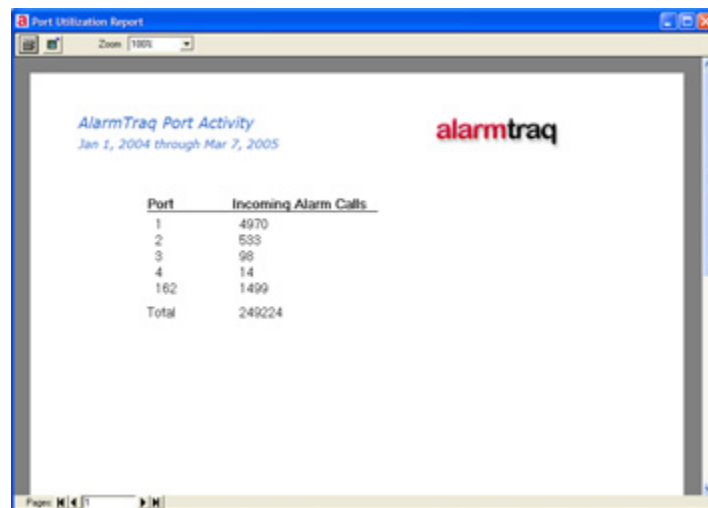 a Port Utilization Report
Zoom 100%
AlarmTraq Port Activity
Jan 1, 2004 through Mar 7, 2005
alarmtraq
Port Incoming Alarm Calls
1 4970
2 533
3 98
4 14
162 1499
Total 249224
Pages: 1